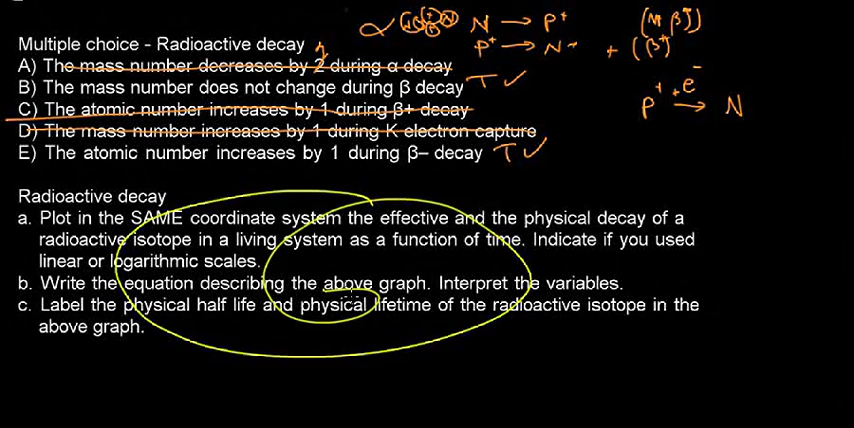 α N → P⁺ (β⁻)
P⁺ → N + (β⁺)
P⁺ + e⁻ → N
Multiple choice - Radioactive decay
A) The mass number decreases by 2 during α decay
B) The mass number does not change during β decay T ✓
C) The atomic number increases by 1 during β+ decay
D) The mass number increases by 1 during K electron capture
E) The atomic number increases by 1 during β– decay T ✓
Radioactive decay
a. Plot in the SAME coordinate system the effective and the physical decay of a
radioactive isotope in a living system as a function of time. Indicate if you used
linear or logarithmic scales.
b. Write the equation describing the above graph. Interpret the variables.
c. Label the physical half life and physical lifetime of the radioactive isotope in the
above graph.